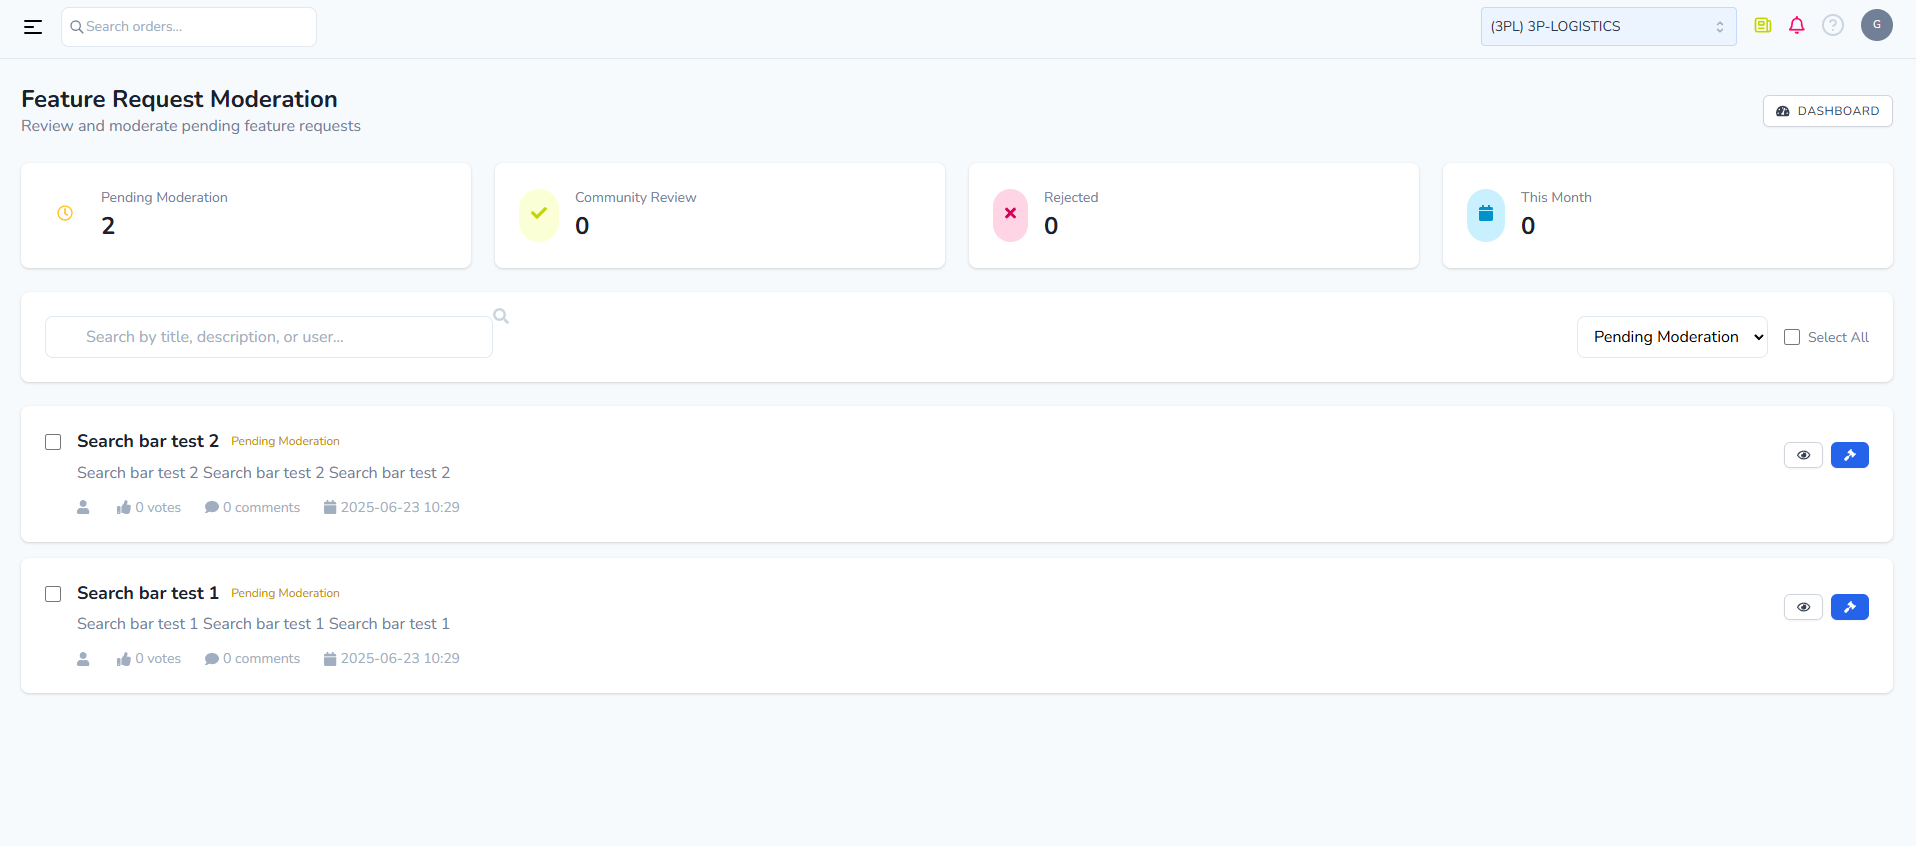 Search orders...
(3PL) 3P-LOGISTICS
G
Feature Request Moderation
Review and moderate pending feature requests
DASHBOARD
Pending Moderation
2
Community Review
0
Rejected
0
This Month
0
Search by title, description, or user...
Pending Moderation
Select All
Search bar test 2 Pending Moderation
Search bar test 2 Search bar test 2 Search bar test 2
0 votes 0 comments 2025-06-23 10:29
Search bar test 1 Pending Moderation
Search bar test 1 Search bar test 1 Search bar test 1
0 votes 0 comments 2025-06-23 10:29